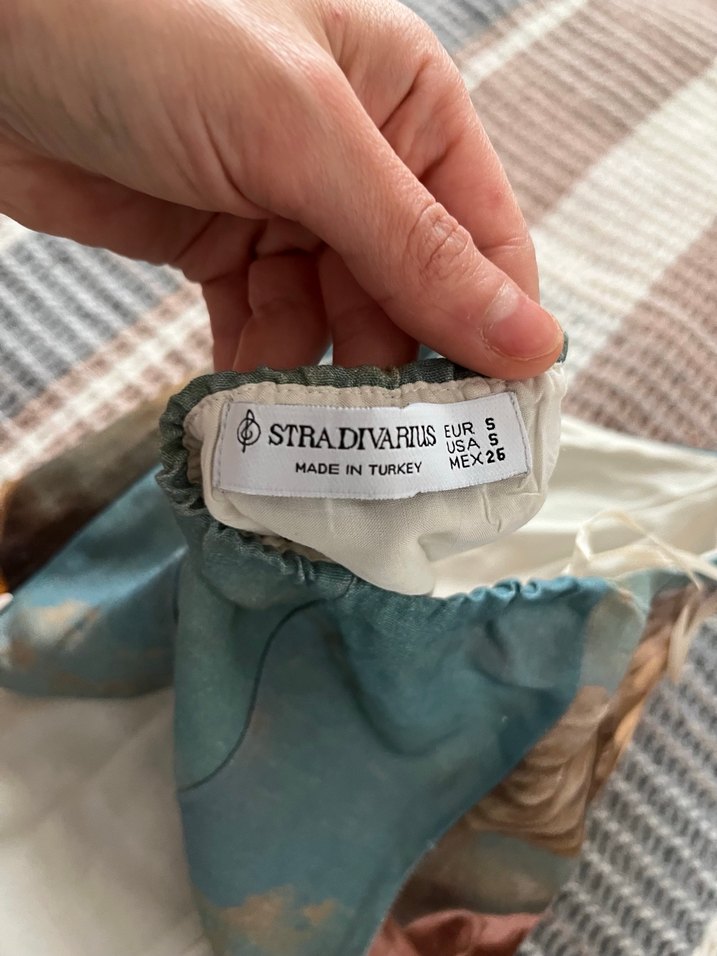 STRADIVARIUS
MADE IN TURKEY
EUR S
USA S
MEX 26